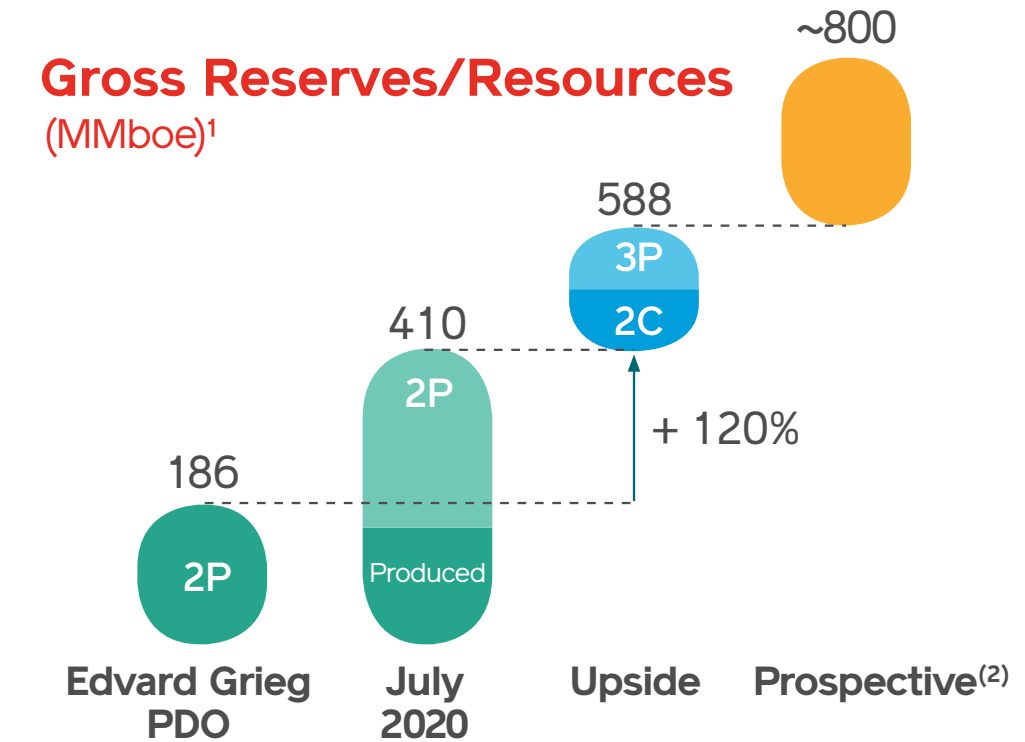 Gross Reserves/Resources
(MMboe)¹
~800
588
3P
2C
410
2P
+ 120%
186
2P
Produced
Edvard Grieg
PDO
July
2020
Upside
Prospective⁽²⁾